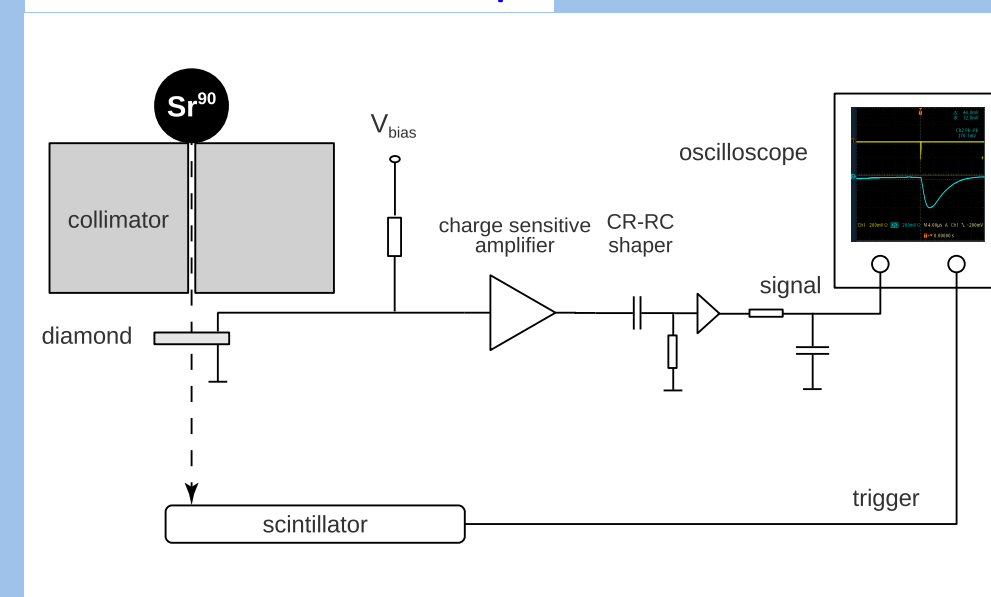 Sr90
Vbias
oscilloscope
collimator
charge sensitive
amplifier
CR-RC
shaper
signal
diamond
trigger
scintillator